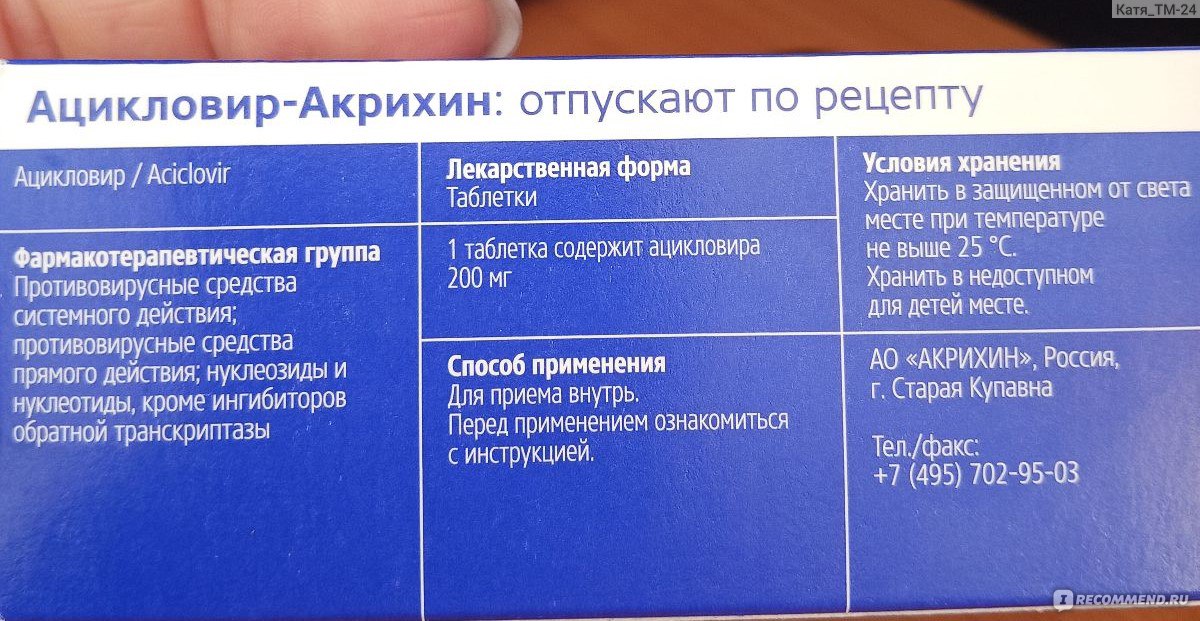 Катя_ТМ-24
Ацикловир-Акрихин: отпускают по рецепту
Ацикловир / Aciclovir
Фармакотерапевтическая группа
Противовирусные средства
системного действия;
противовирусные средства
прямого действия; нуклеозиды и
нуклеотиды, кроме ингибиторов
обратной транскриптазы
Лекарственная форма
Таблетки
1 таблетка содержит ацикловира
200 мг
Способ применения
Для приема внутрь.
Перед применением ознакомиться
с инструкцией.
Условия хранения
Хранить в защищенном от света
месте при температуре
не выше 25 °C.
Хранить в недоступном
для детей месте.
АО «АКРИХИН», Россия,
г. Старая Купавна
Тел./факс:
+7 (495) 702-95-03
IRECOMMEND.RU